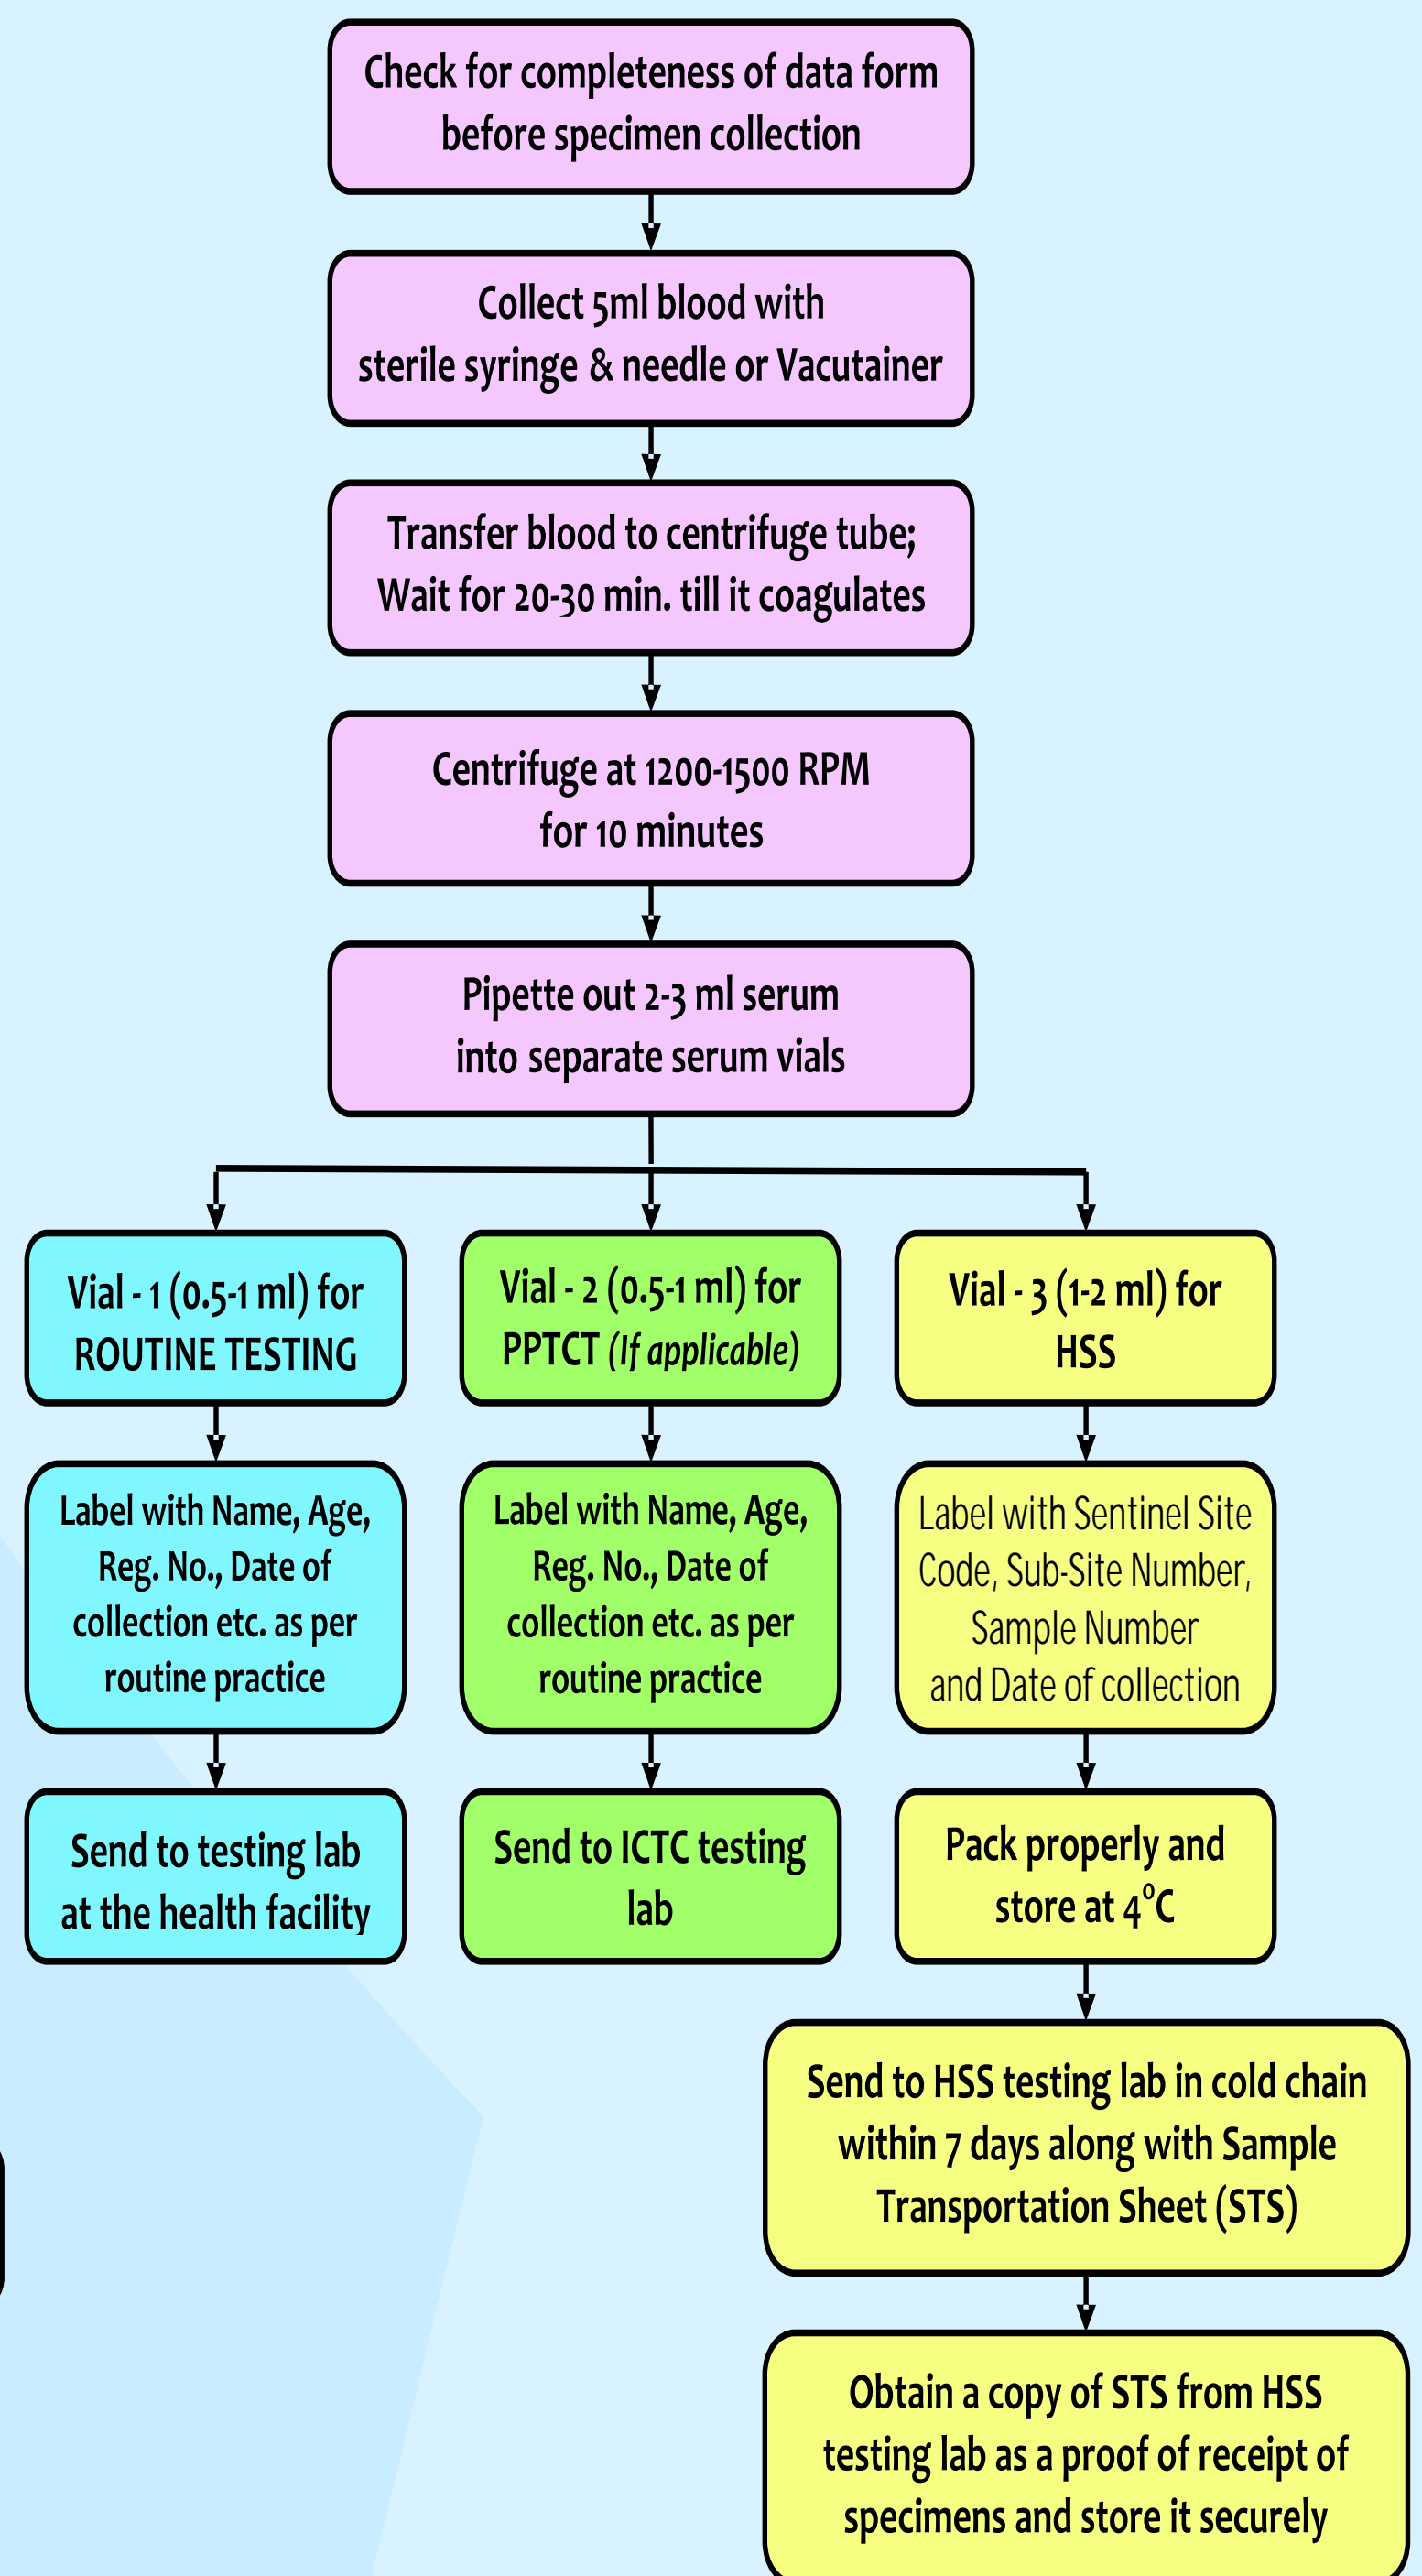 Check for completeness of data form
before specimen collection
Collect 5ml blood with
sterile syringe & needle or Vacutainer
Transfer blood to centrifuge tube;
Wait for 20-30 min. till it coagulates
Centrifuge at 1200-1500 RPM
for 10 minutes
Pipette out 2-3 ml serum
into separate serum vials
Vial - 1 (0.5-1 ml) for
ROUTINE TESTING
Label with Name, Age,
Reg. No., Date of
collection etc. as per
routine practice
Send to testing lab
at the health facility
Vial - 2 (0.5-1 ml) for
PPTCT (If applicable)
Label with Name, Age,
Reg. No., Date of
collection etc. as per
routine practice
Send to ICTC testing
lab
Vial - 3 (1-2 ml) for
HSS
Label with Sentinel Site
Code, Sub-Site Number,
Sample Number
and Date of collection
Pack properly and
store at 4°C
Send to HSS testing lab in cold chain
within 7 days along with Sample
Transportation Sheet (STS)
Obtain a copy of STS from HSS
testing lab as a proof of receipt of
specimens and store it securely